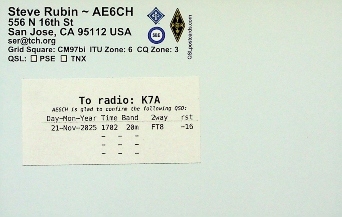 Steve Rubin ~ AE6CH
556 N 16th St
San Jose, CA 95112 USA
ser@tch.org
Grid Square: CM97bi ITU Zone: 6 CQ Zone: 3
QSL: □ PSE □ TNX
QSLpostcards.com
To radio: K7A
AE6CH is glad to confirm the following QSO:
Day-Mon-Year Time Band 2way rst
21-Nov-2025 1702 20m FT8 -16
- - -
- - -
- - -